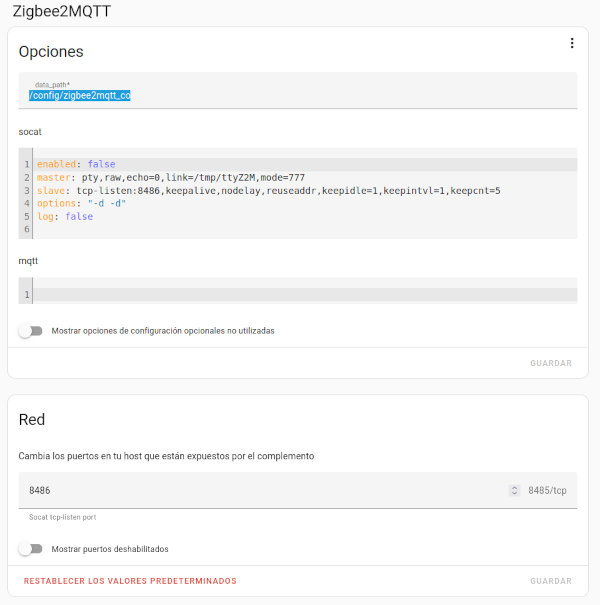 Zigbee2MQTT
Opciones
data_path*
/config/zigbee2mqtt_co
socat
1 enabled: false
2 master: pty,raw,echo=0,link=/tmp/ttyZ2M,mode=777
3 slave: tcp-listen:8486,keepalive,nodelay,reuseaddr,keepidle=1,keepintvl=1,keepcnt=5
4 options: "-d -d"
5 log: false
6
mqtt
1
Mostrar opciones de configuración opcionales no utilizadas
GUARDAR
Red
Cambia los puertos en tu host que están expuestos por el complemento
8486 8485/tcp
Socat tcp-listen port
Mostrar puertos deshabilitados
RESTABLECER LOS VALORES PREDETERMINADOS GUARDAR